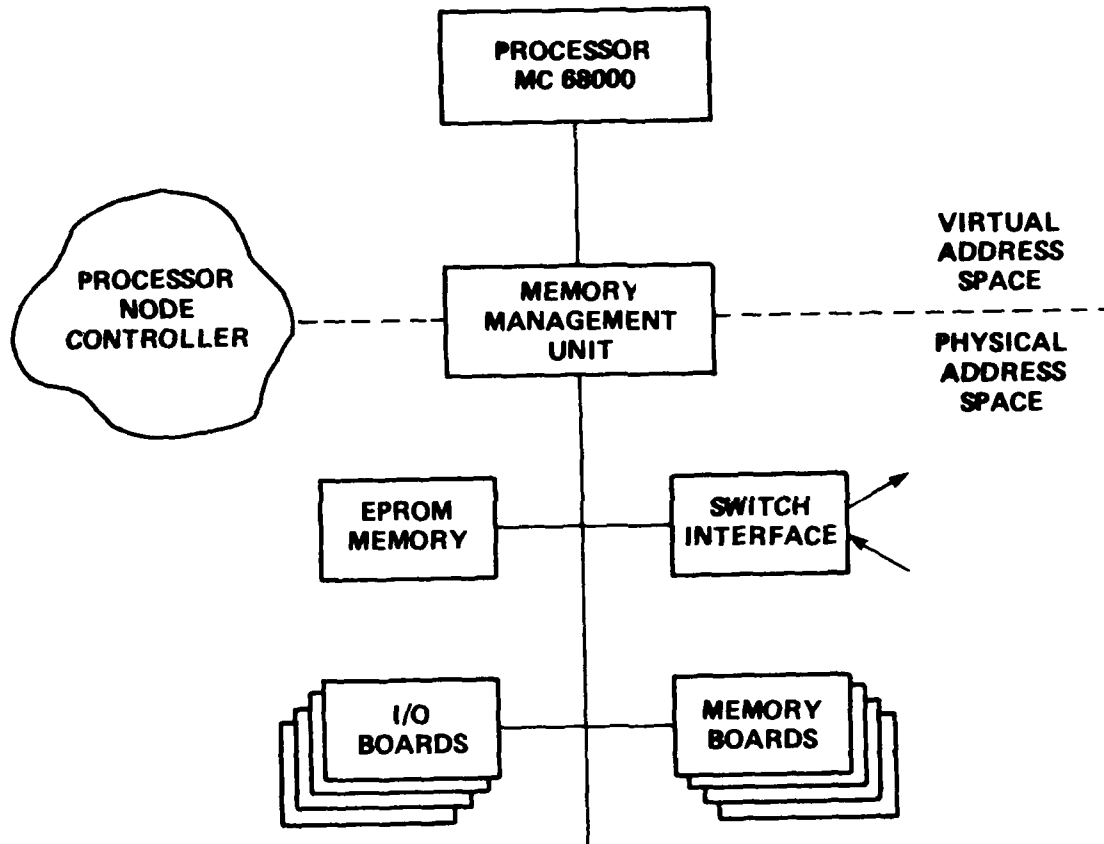 PROCESSOR
MC 68000
PROCESSOR
NODE
CONTROLLER
MEMORY
MANAGEMENT
UNIT
VIRTUAL
ADDRESS
SPACE
PHYSICAL
ADDRESS
SPACE
EPROM
MEMORY
SWITCH
INTERFACE
I/O
BOARDS
MEMORY
BOARDS